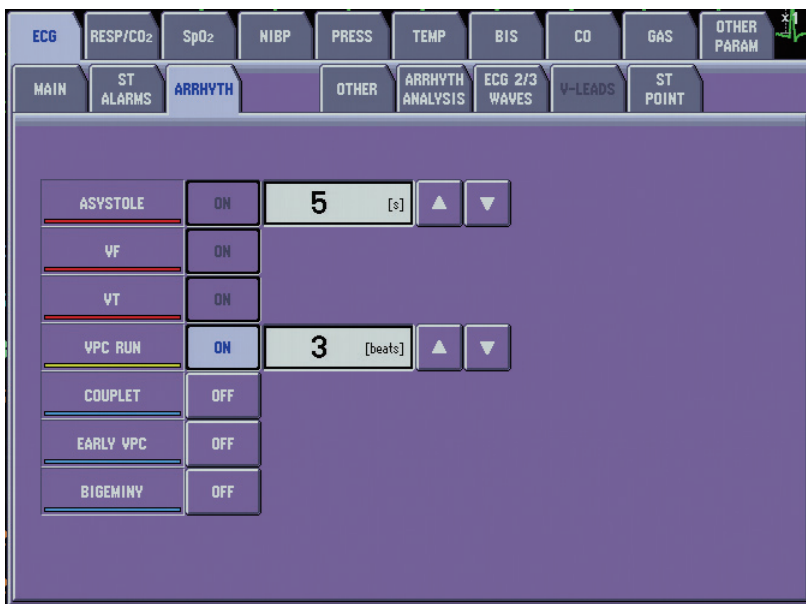 ECG RESP/CO2 SpO2 NIBP PRESS TEMP BIS CO GAS OTHER PARAM
MAIN ST ALARMS ARRHYTH OTHER ARRHYTH ANALYSIS ECG 2/3 WAVES V-LEADS ST POINT
ASYSTOLE ON 5 [s] ▲ ▼
VF ON
VT ON
VPC RUN ON 3 [beats] ▲ ▼
COUPLET OFF
EARLY VPC OFF
BIGEMINY OFF